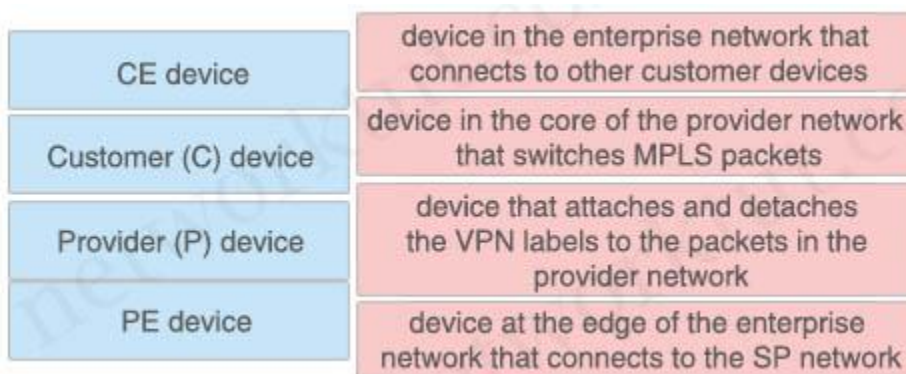 CE device
Customer (C) device
Provider (P) device
PE device
device in the enterprise network that
connects to other customer devices
device in the core of the provider network
that switches MPLS packets
device that attaches and detaches
the VPN labels to the packets in the
provider network
device at the edge of the enterprise
network that connects to the SP network